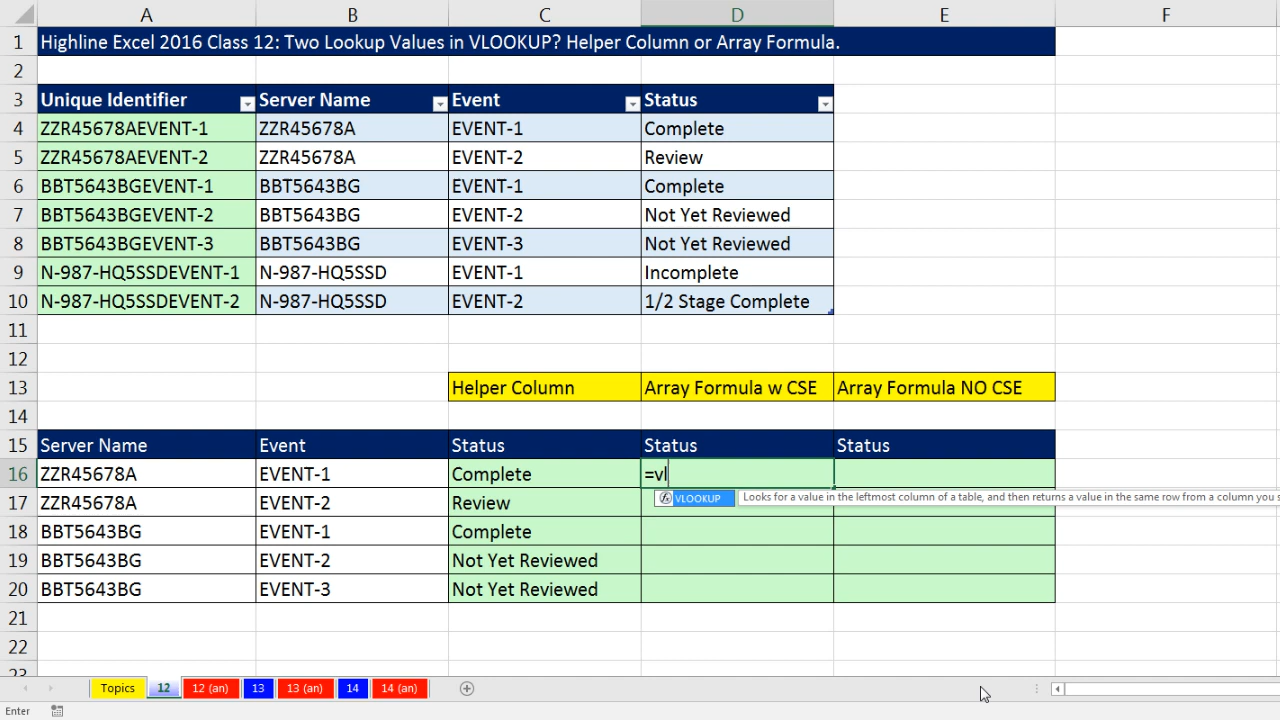 A B C D E F
1 Highline Excel 2016 Class 12: Two Lookup Values in VLOOKUP? Helper Column or Array Formula.
2
3 Unique Identifier Server Name Event Status
4 ZZR45678AEVENT-1 ZZR45678A EVENT-1 Complete
5 ZZR45678AEVENT-2 ZZR45678A EVENT-2 Review
6 BBT5643BGEVENT-1 BBT5643BG EVENT-1 Complete
7 BBT5643BGEVENT-2 BBT5643BG EVENT-2 Not Yet Reviewed
8 BBT5643BGEVENT-3 BBT5643BG EVENT-3 Not Yet Reviewed
9 N-987-HQ5SSDEVENT-1 N-987-HQ5SSD EVENT-1 Incomplete
10 N-987-HQ5SSDEVENT-2 N-987-HQ5SSD EVENT-2 1/2 Stage Complete
11
12
13 Helper Column Array Formula w CSE Array Formula NO CSE
14
15 Server Name Event Status Status Status
16 ZZR45678A EVENT-1 Complete =vl
VLOOKUP Looks for a value in the leftmost column of a table, and then returns a value in the same row from a column you s
17 ZZR45678A EVENT-2 Review
18 BBT5643BG EVENT-1 Complete
19 BBT5643BG EVENT-2 Not Yet Reviewed
20 BBT5643BG EVENT-3 Not Yet Reviewed
21
22
23
Topics 12 12 (an) 13 13 (an) 14 14 (an)
Enter